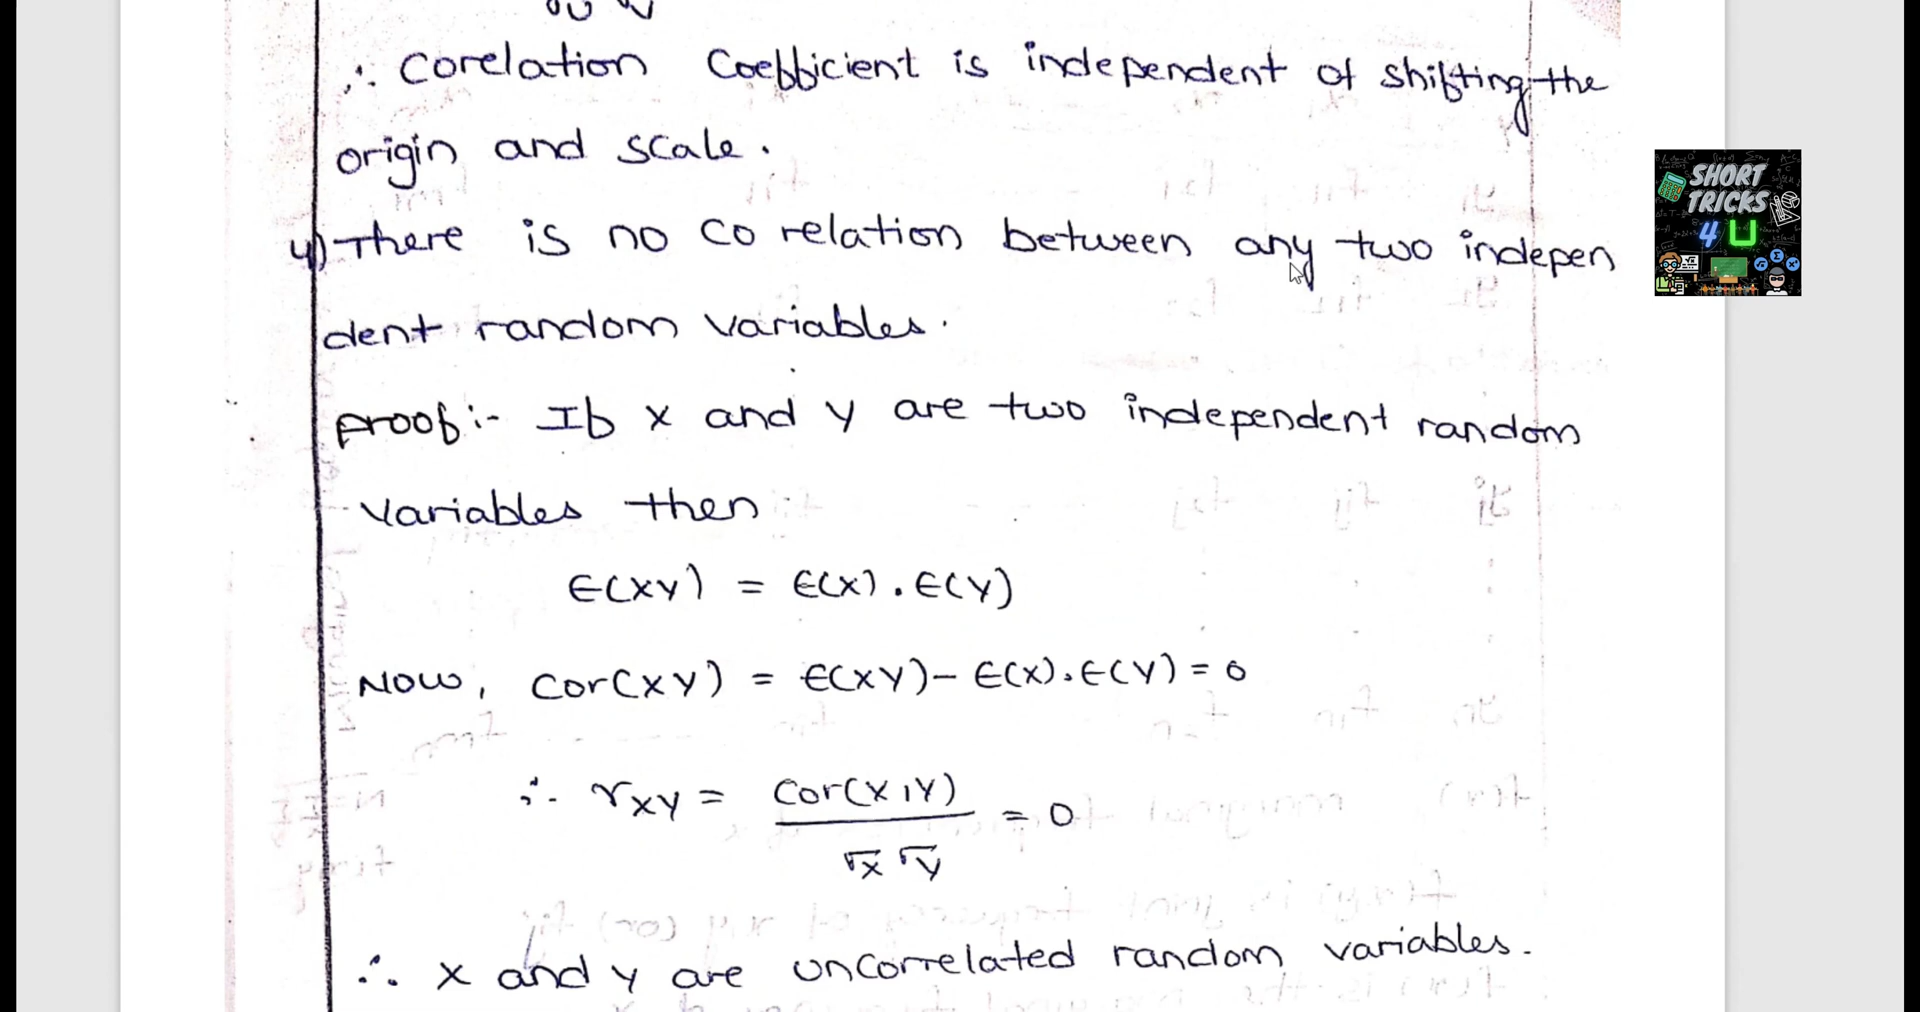 ∴ Corelation Coefficient is independent of shifting the
origin and scale.
4) There is no co relation between any two indepen
dent random variables.
Proof:- If X and Y are two independent random
variables then
E(XY) = E(X).E(Y)
Now, Cor(XY) = E(XY)- E(X).E(Y) = 0
∴ rXY = Cor(X,Y) / σX σY = 0
∴ X and Y are uncorrelated random variables.
SHORT
TRICKS
4 U